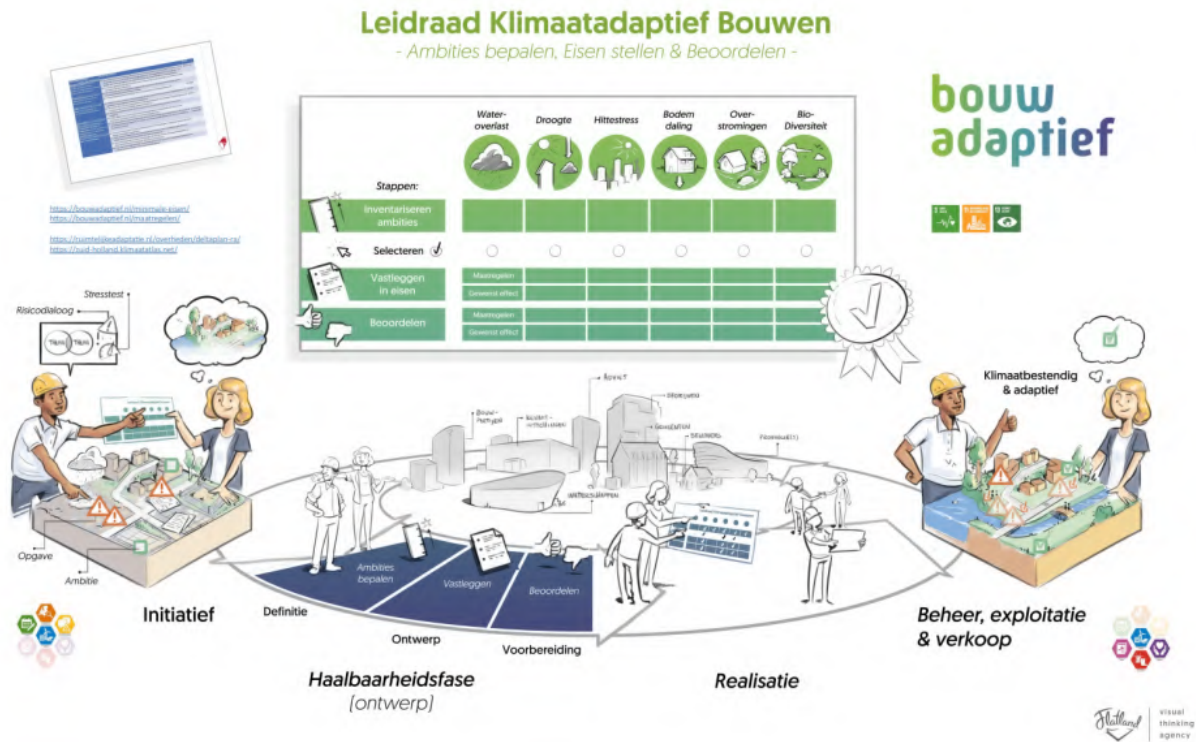 Leidraad Klimaatadaptief Bouwen
- Ambities bepalen, Eisen stellen & Beoordelen -
bouw
adaptief
Water-
overlast
Droogte
Hittestress
Bodem
daling
Over-
stromingen
Bio-
Diversiteit
Stappen:
Inventariseren
ambities
Selecteren
Vastleggen
in eisen
Maatregelen
Gewenst effect
Beoordelen
Maatregelen
Gewenst effect
https://bouwadaptief.nl/minimale-eisen/
https://bouwadaptief.nl/maatregelen/
https://ruimtelijkeadaptatie.nl/overheden/deltaplan-ra/
https://zuid-holland.klimaatatlas.net/
Stresstest
Risicodialoog
Opgave
Ambitie
Initiatief
Klimaatbestendig
& adaptief
Ambities
bepalen
Vastleggen
Beoordelen
Definitie
Ontwerp
Voorbereiding
Haalbaarheidsfase
(ontwerp)
Realisatie
Beheer, exploitatie
& verkoop
Flatland
visual
thinking
agency